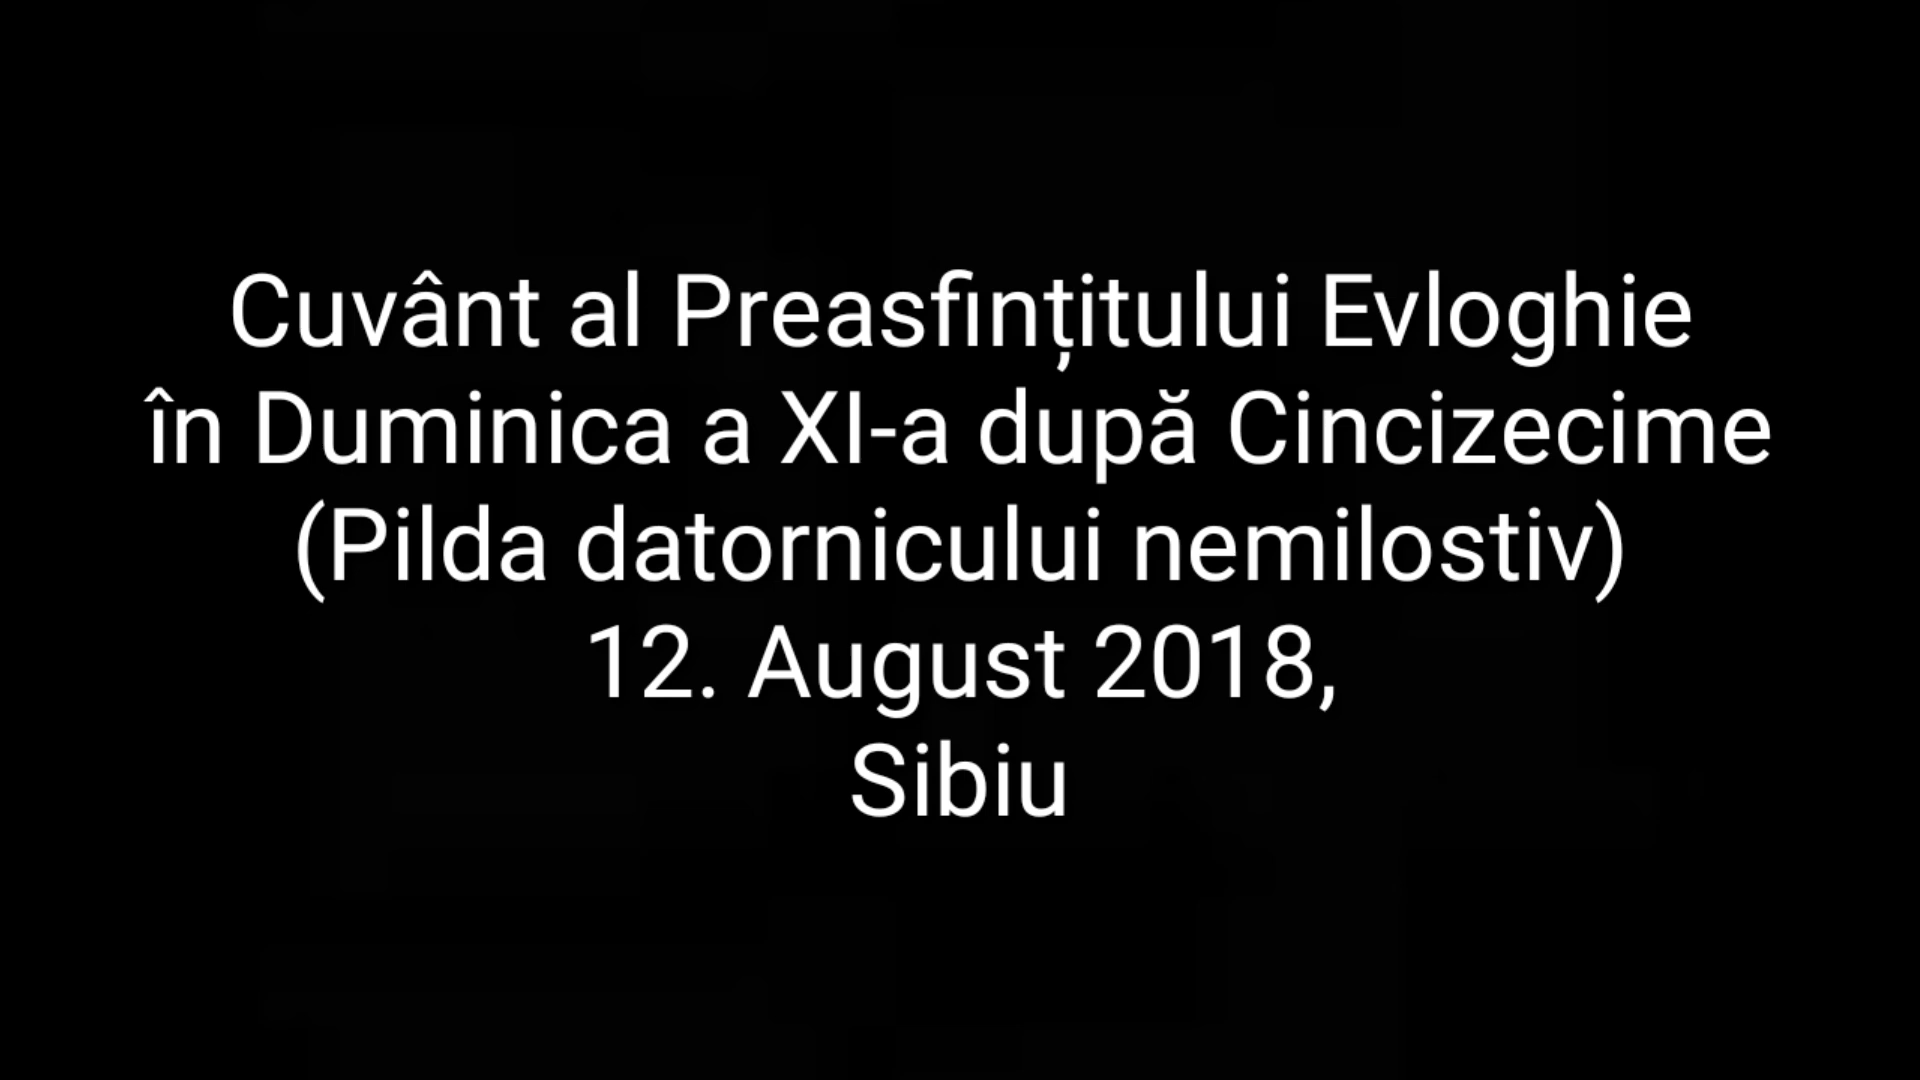 Cuvânt al Preasfințitului Evloghie
în Duminica a XI-a după Cincizecime
(Pilda datornicului nemilostiv)
12. August 2018,
Sibiu